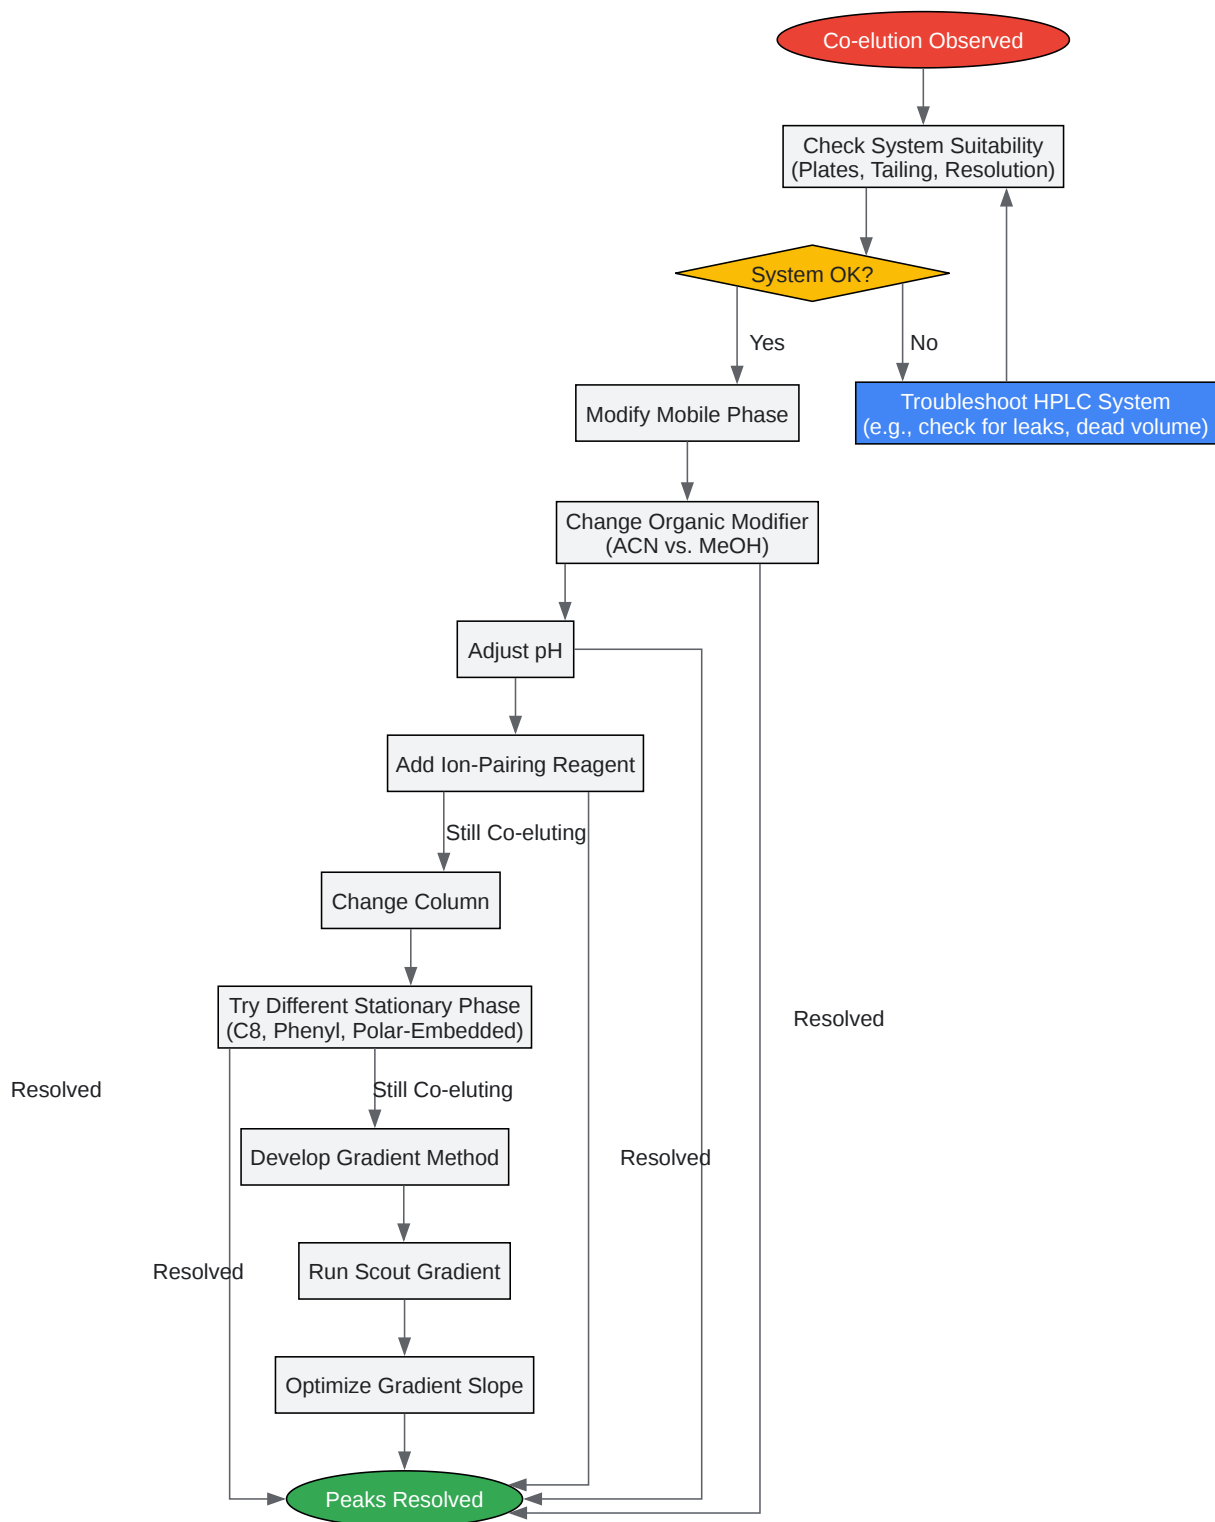 Co-elution Observed
Check System Suitability
(Plates, Tailing, Resolution)
System OK?
Yes
No
Modify Mobile Phase
Troubleshoot HPLC System
(e.g., check for leaks, dead volume)
Change Organic Modifier
(ACN vs. MeOH)
Adjust pH
Add Ion-Pairing Reagent
Still Co-eluting
Change Column
Try Different Stationary Phase
(C8, Phenyl, Polar-Embedded)
Resolved
Resolved
Still Co-eluting
Develop Gradient Method
Resolved
Run Scout Gradient
Resolved
Optimize Gradient Slope
Peaks Resolved